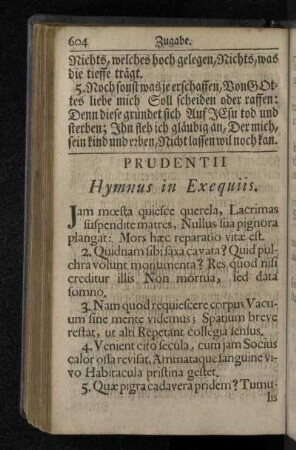 604 Zugabe.
Nichts, welches hoch gelegen, Nichts, was
die tieffe trägt.
5. Noch sonst was je erschaffen, Von GOt-
tes liebe mich Soll scheiden oder raffen:
Denn diese gründet sich Auf JEsu tod und
sterben; Ihn fleh ich gläubig an, Der mich,
sein kind und erben, Nicht lassen wil noch kan.
PRUDENTII
Hymnus in Exequiis.
Jam mœsta quiesce querela, Lacrimas
suspendite matres, Nullus sua pignora
plangat: Mors hæc reparatio vitæ est.
2. Quidnam sibi saxa cavata? Quid pul-
chra volunt monumenta? Res quod nisi
creditur illis Non mortua, sed data
somno.
3. Nam quod requiescere corpus Vacu-
um sine mente videmus: Spatium breve
restat, ut alti Repetant collegia sensus.
4. Venient cito secula, cum jam Socius
calor ossa revisat, Animataque sanguine vi-
vo Habitacula pristina gestet.
5. Quæ pigra cadavera pridem? Tumu-
lis